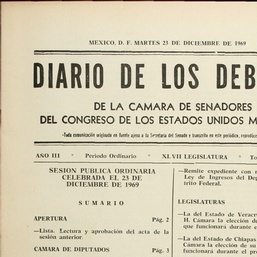 MEXICO, D. F. MARTES 23 DE DICIEMBRE DE 1969
DIARIO DE LOS DEB
DE LA CAMARA DE SENADORES
DEL CONGRESO DE LOS ESTADOS UNIDOS M
AÑO III * Periodo Ordinario * XLVII LEGISLATURA * To
SESION PUBLICA ORDINARIA
CELEBRADA EL 23 DE
DICIEMBRE DE 1969
SUMARIO
APERTURA Pág. 2
—Lista. Lectura y aprobación del acta de la
sesión anterior.
CAMARA DE DIPUTADOS Pág. 3
—Remite expediente con m
Ley de Ingresos del Dep
trito Federal.
LEGISLATURAS
—La del Estado de Veracr
H. Cámara la elección de
que funcionará durante e
—La del Estado de Chiapas
Cámara la elección de su
funcionará durante el pr